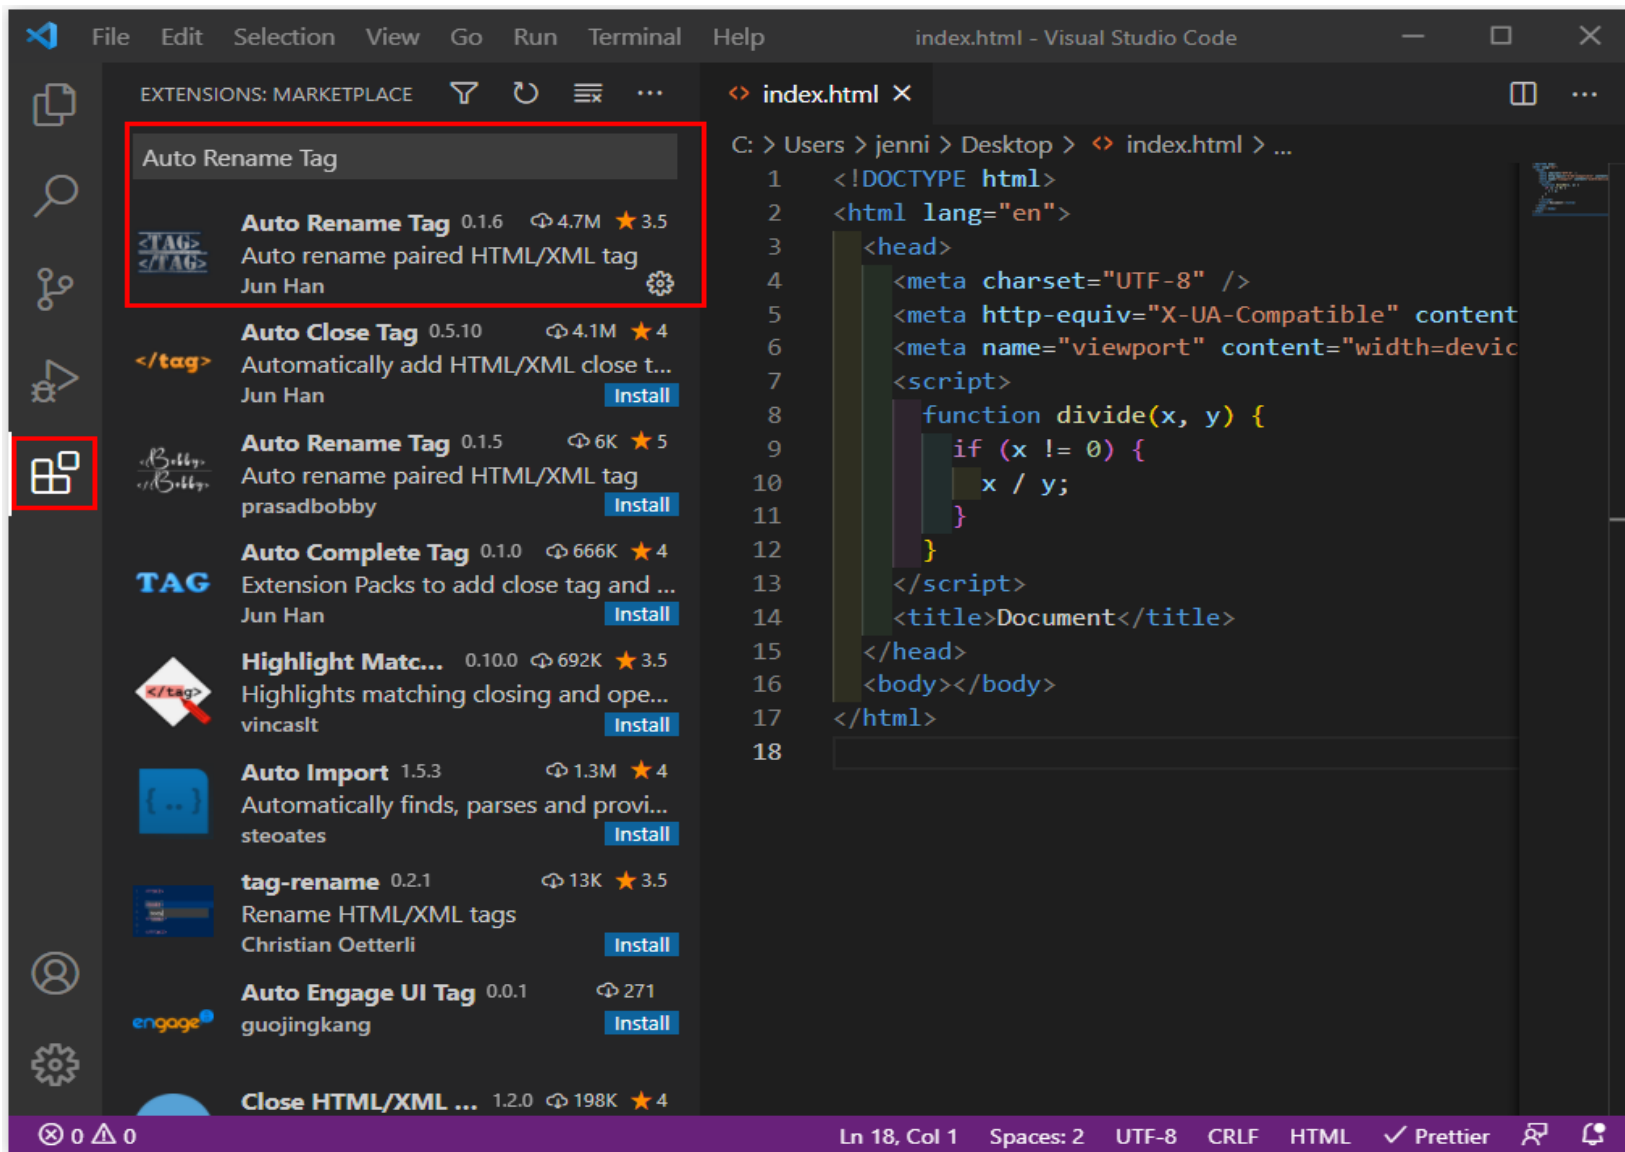 File Edit Selection View Go Run Terminal Help index.html - Visual Studio Code
EXTENSIONS: MARKETPLACE
Auto Rename Tag
<TAG>
</TAG>
Auto Rename Tag 0.1.6 4.7M 3.5
Auto rename paired HTML/XML tag
Jun Han
</tag>
Auto Close Tag 0.5.10 4.1M 4
Automatically add HTML/XML close t...
Jun Han Install
<Bobby>
</Bobby>
Auto Rename Tag 0.1.5 6K 5
Auto rename paired HTML/XML tag
prasadbobby Install
TAG
Auto Complete Tag 0.1.0 666K 4
Extension Packs to add close tag and ...
Jun Han Install
</tag>
Highlight Matc... 0.10.0 692K 3.5
Highlights matching closing and ope...
vincaslt Install
{..}
Auto Import 1.5.3 1.3M 4
Automatically finds, parses and provi...
steoates Install
tag-rename 0.2.1 13K 3.5
Rename HTML/XML tags
Christian Oetterli Install
engage
Auto Engage UI Tag 0.0.1 271
guojingkang Install
Close HTML/XML ... 1.2.0 198K 4
index.html
C: > Users > jenni > Desktop > <> index.html > ...
1 <!DOCTYPE html>
2 <html lang="en">
3 <head>
4 <meta charset="UTF-8" />
5 <meta http-equiv="X-UA-Compatible" content
6 <meta name="viewport" content="width=devic
7 <script>
8 function divide(x, y) {
9 if (x != 0) {
10 x / y;
11 }
12 }
13 </script>
14 <title>Document</title>
15 </head>
16 <body></body>
17 </html>
18
0 0 Ln 18, Col 1 Spaces: 2 UTF-8 CRLF HTML Prettier